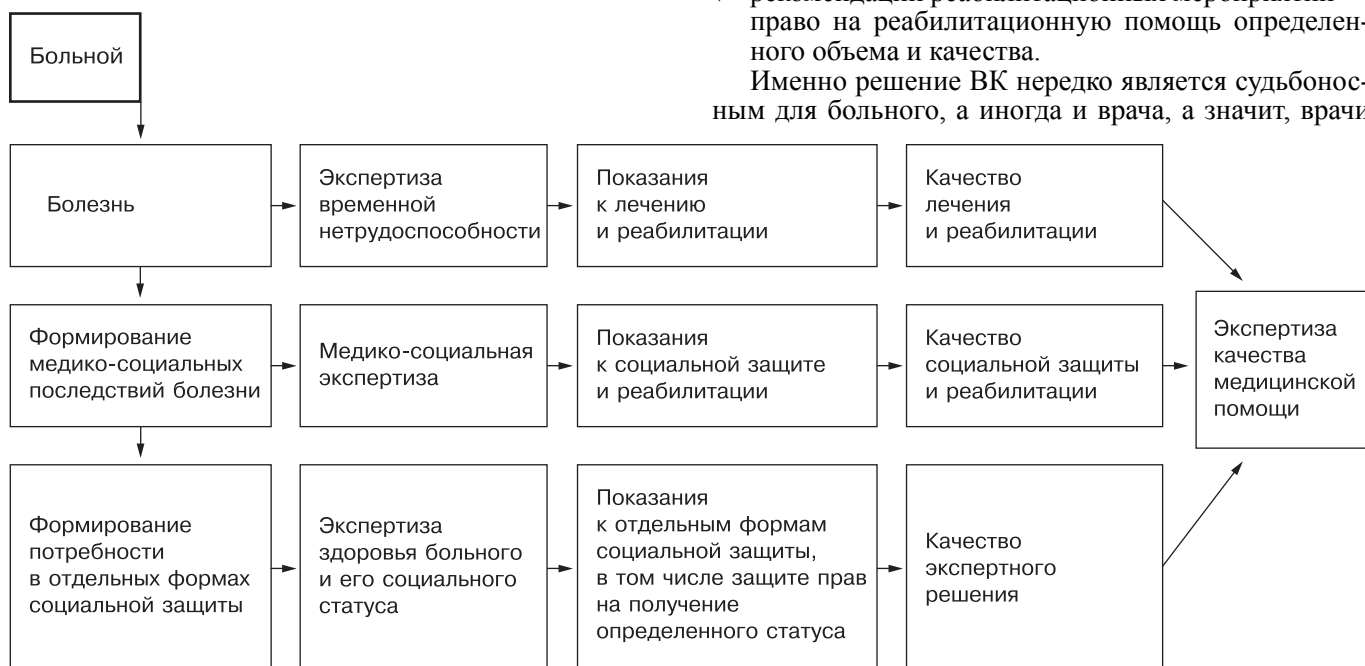 рекомендации реабилитационных мероприятий –
право на реабилитационную помощь определен-
ного объема и качества.
Именно решение ВК нередко является судьбонос-
ным для больного, а иногда и врача, а значит, врачи
Больной
Болезнь
Экспертиза
временной
нетрудоспособности
Показания
к лечению
и реабилитации
Качество
лечения
и реабилитации
Формирование
медико-социальных
последствий болезни
Медико-социальная
экспертиза
Показания
к социальной защите
и реабилитации
Качество
социальной защиты
и реабилитации
Экспертиза
качества
медицинской
помощи
Формирование
потребности
в отдельных формах
социальной защиты
Экспертиза
здоровья больного
и его социального
статуса
Показания
к отдельным формам
социальной защиты,
в том числе защите прав
на получение
определенного статуса
Качество
экспертного
решения